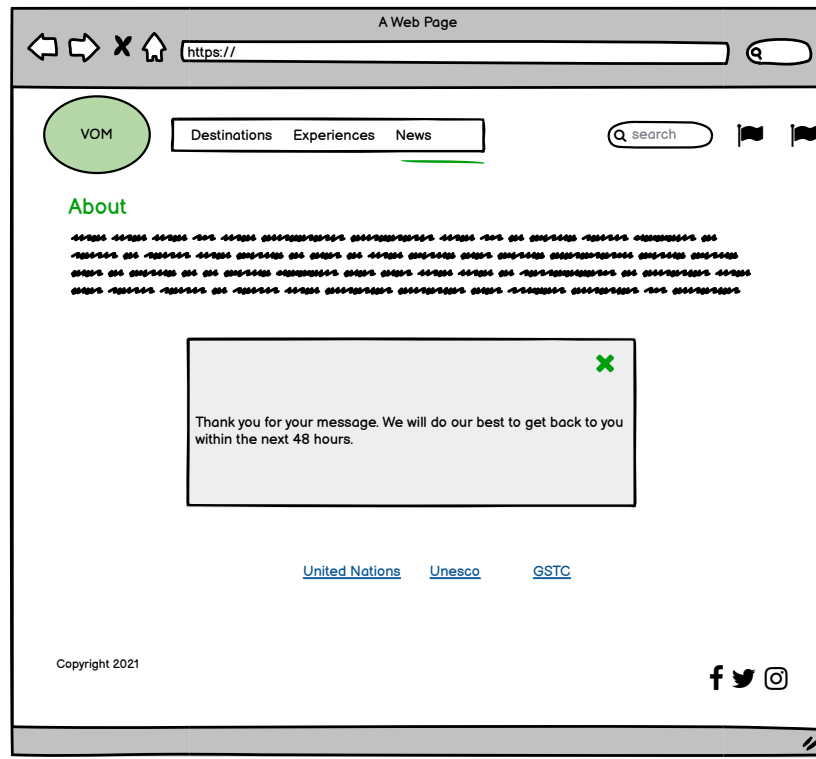 A Web Page
https://
VOM
Destinations Experiences News
search
About
Thank you for your message. We will do our best to get back to you
within the next 48 hours.
United Nations Unesco GSTC
Copyright 2021